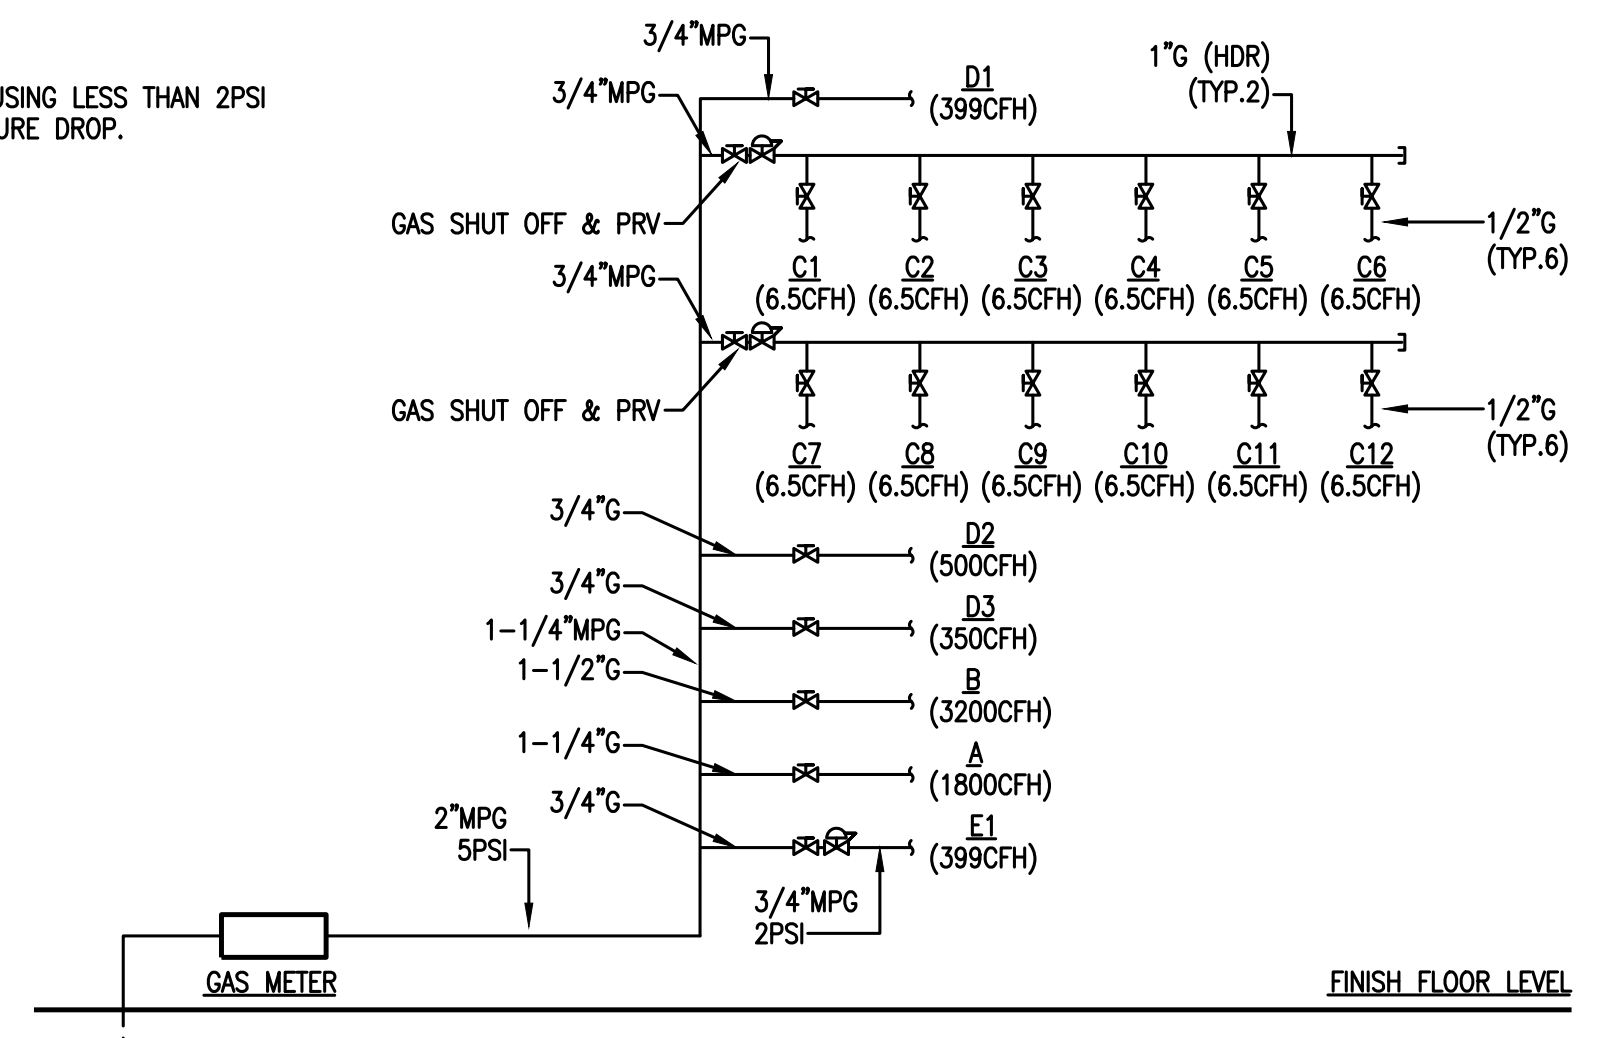 USING LESS THAN 2PSI
URE DROP.
3/4"MPG
3/4"MPG
D1
(399CFH)
1"G (HDR)
(TYP.2)
GAS SHUT OFF & PRV
1/2"G
(TYP.6)
C1 C2 C3 C4 C5 C6
(6.5CFH) (6.5CFH) (6.5CFH) (6.5CFH) (6.5CFH) (6.5CFH)
3/4"MPG
GAS SHUT OFF & PRV
1/2"G
(TYP.6)
C7 C8 C9 C10 C11 C12
(6.5CFH) (6.5CFH) (6.5CFH) (6.5CFH) (6.5CFH) (6.5CFH)
3/4"G
D2
(500CFH)
3/4"G
D3
(350CFH)
1-1/4"MPG
1-1/2"G
B
(3200CFH)
1-1/4"G
A
(1800CFH)
3/4"G
E1
(399CFH)
2"MPG
5PSI
3/4"MPG
2PSI
GAS METER
FINISH FLOOR LEVEL